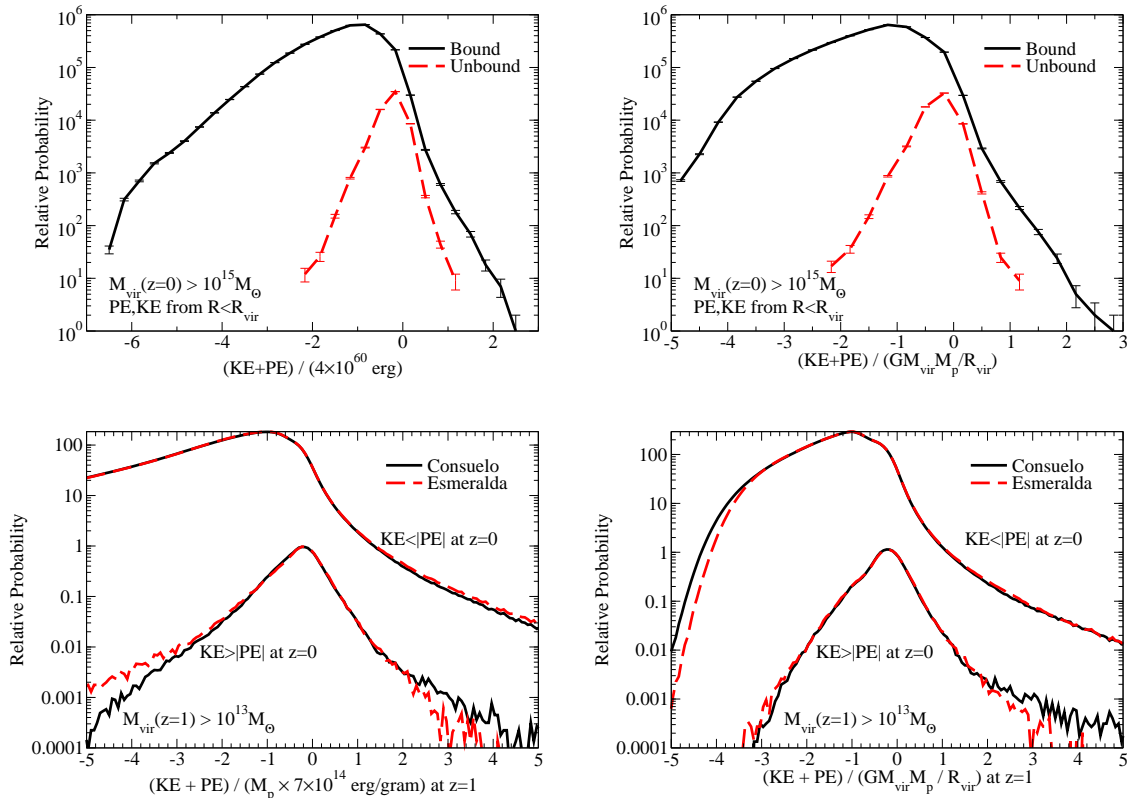 10^6
10^5
10^4
10^3
10^2
10^1
10^0
Relative Probability
Bound
Unbound
M_vir(z=0) > 10^15 M_ʘ
PE,KE from R<R_vir
-6 -4 -2 0 2
(KE+PE) / (4×10^60 erg)
10^6
10^5
10^4
10^3
10^2
10^1
10^0
Relative Probability
Bound
Unbound
M_vir(z=0) > 10^15 M_ʘ
PE,KE from R<R_vir
-5 -4 -3 -2 -1 0 1 2 3
(KE+PE) / (GM_vir M_p/R_vir)
100
10
1
0.1
0.01
0.001
0.0001
Relative Probability
Consuelo
Esmeralda
KE<|PE| at z=0
KE>|PE| at z=0
M_vir(z=1) > 10^13 M_ʘ
-5 -4 -3 -2 -1 0 1 2 3 4 5
(KE + PE) / (M_p × 7×10^14 erg/gram) at z=1
100
10
1
0.1
0.01
0.001
0.0001
Relative Probability
Consuelo
Esmeralda
KE<|PE| at z=0
KE>|PE| at z=0
M_vir(z=1) > 10^13 M_ʘ
-5 -4 -3 -2 -1 0 1 2 3 4 5
(KE + PE) / (GM_vir M_p / R_vir) at z=1